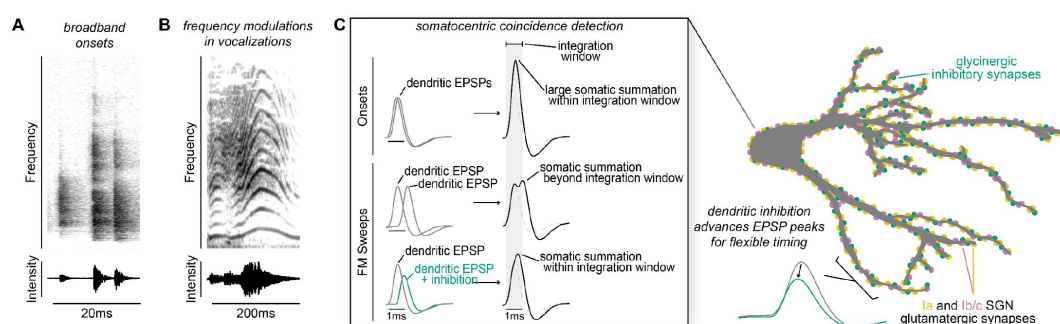 A
broadband
onsets
Frequency
Intensity
20ms
B
frequency modulations
in vocalizations
Frequency
Intensity
200ms
C
somatocentric coincidence detection
integration
window
Onsets
dendritic EPSPs
large somatic summation
within integration window
FM Sweeps
dendritic EPSP
dendritic EPSP
somatic summation
beyond integration window
dendritic EPSP
dendritic EPSP
+ inhibition
somatic summation
within integration window
1ms
1ms
glycinergic
inhibitory synapses
dendritic inhibition
advances EPSP peaks
for flexible timing
Ia and Ib/c SGN
glutamatergic synapses